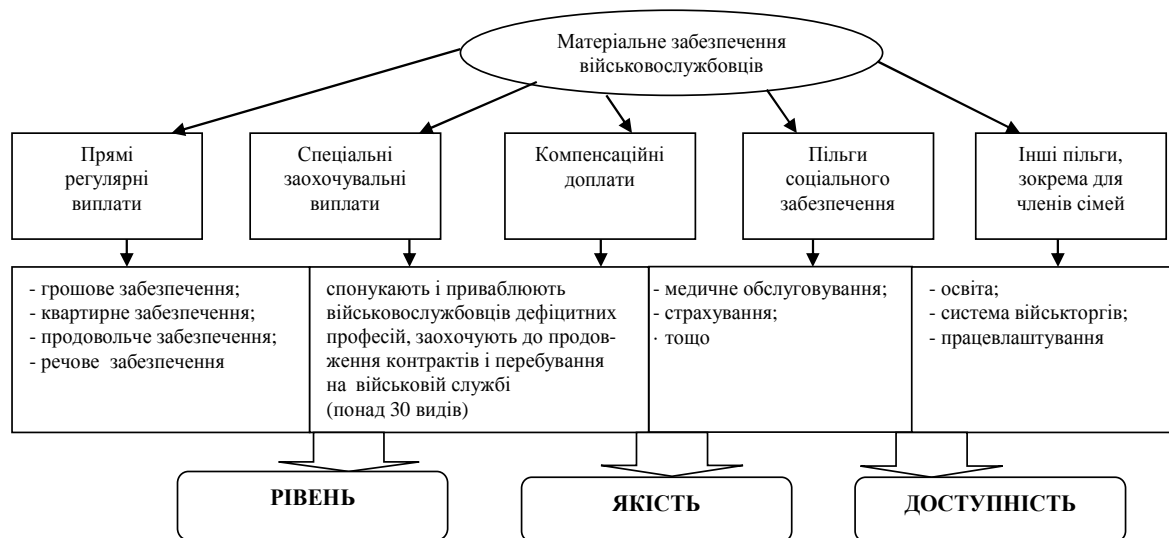 Матеріальне забезпечення
військовослужбовців
Прямі
регулярні
виплати
Спеціальні
заохочувальні
виплати
Компенсаційні
доплати
Пільги
соціального
забезпечення
Інші пільги,
зокрема для
членів сімей
- грошове забезпечення;
- квартирне забезпечення;
- продовольче забезпечення;
- речове забезпечення
спонукають і приваблюють
військовослужбовців дефіцитних
професій, заохочують до продов-
ження контрактів і перебування
на військовій службі
(понад 30 видів)
- медичне обслуговування;
- страхування;
· тощо
- освіта;
- система військторгів;
- працевлаштування
РІВЕНЬ
ЯКІСТЬ
ДОСТУПНІСТЬ